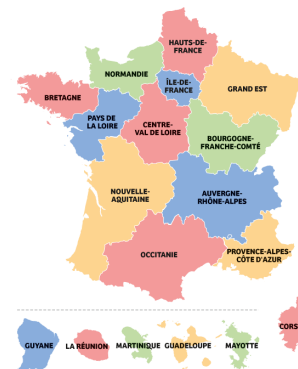 HAUTS-DE-
FRANCE
NORMANDIE
ÎLE-DE-
FRANCE
GRAND EST
BRETAGNE
PAYS DE
LA LOIRE
CENTRE-
VAL DE LOIRE
BOURGOGNE-
FRANCHE-COMTÉ
NOUVELLE-
AQUITAINE
AUVERGNE-
RHÔNE-ALPES
OCCITANIE
PROVENCE-ALPES-
CÔTE D'AZUR
CORS
GUYANE
LA RÉUNION
MARTINIQUE
GUADELOUPE
MAYOTTE